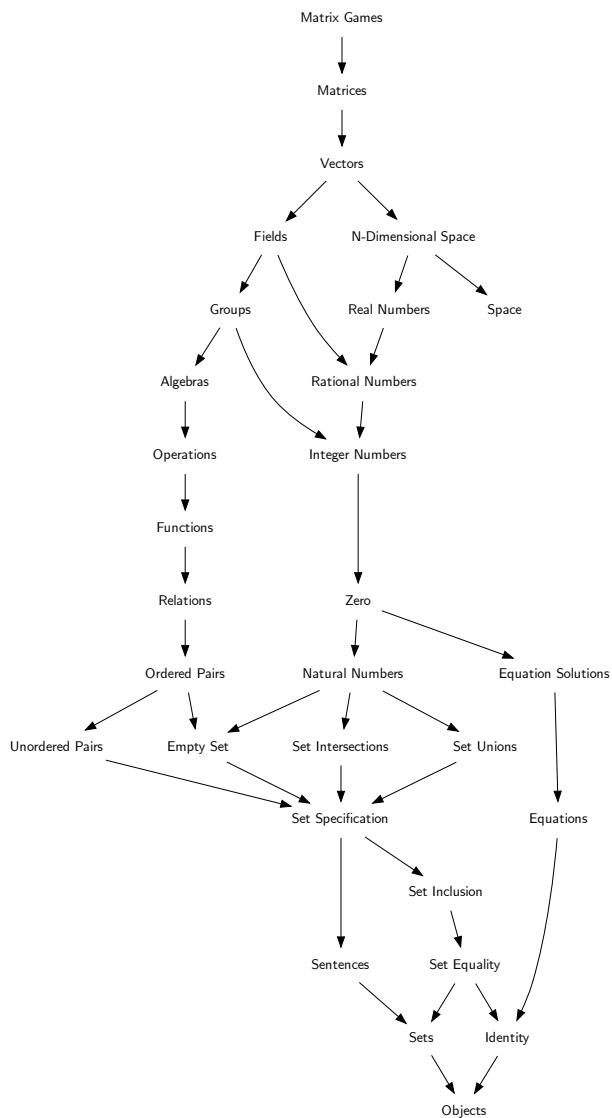 Matrix Games
Matrices
Vectors
Fields
N-Dimensional Space
Groups
Real Numbers
Space
Algebras
Rational Numbers
Operations
Integer Numbers
Functions
Relations
Zero
Ordered Pairs
Natural Numbers
Equation Solutions
Unordered Pairs
Empty Set
Set Intersections
Set Unions
Set Specification
Equations
Set Inclusion
Sentences
Set Equality
Sets
Identity
Objects